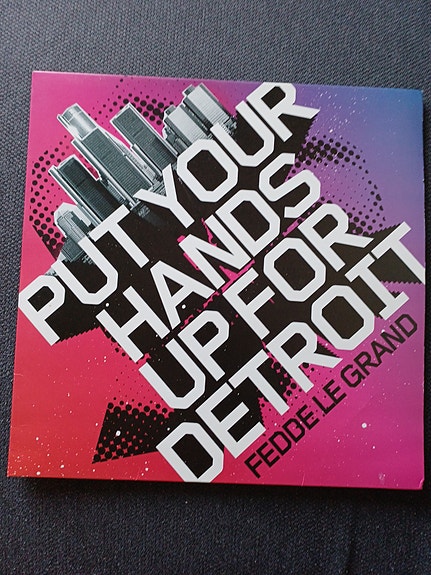 PUT YOUR
HANDS
UP FOR
DETROIT
FEDDE LE GRAND